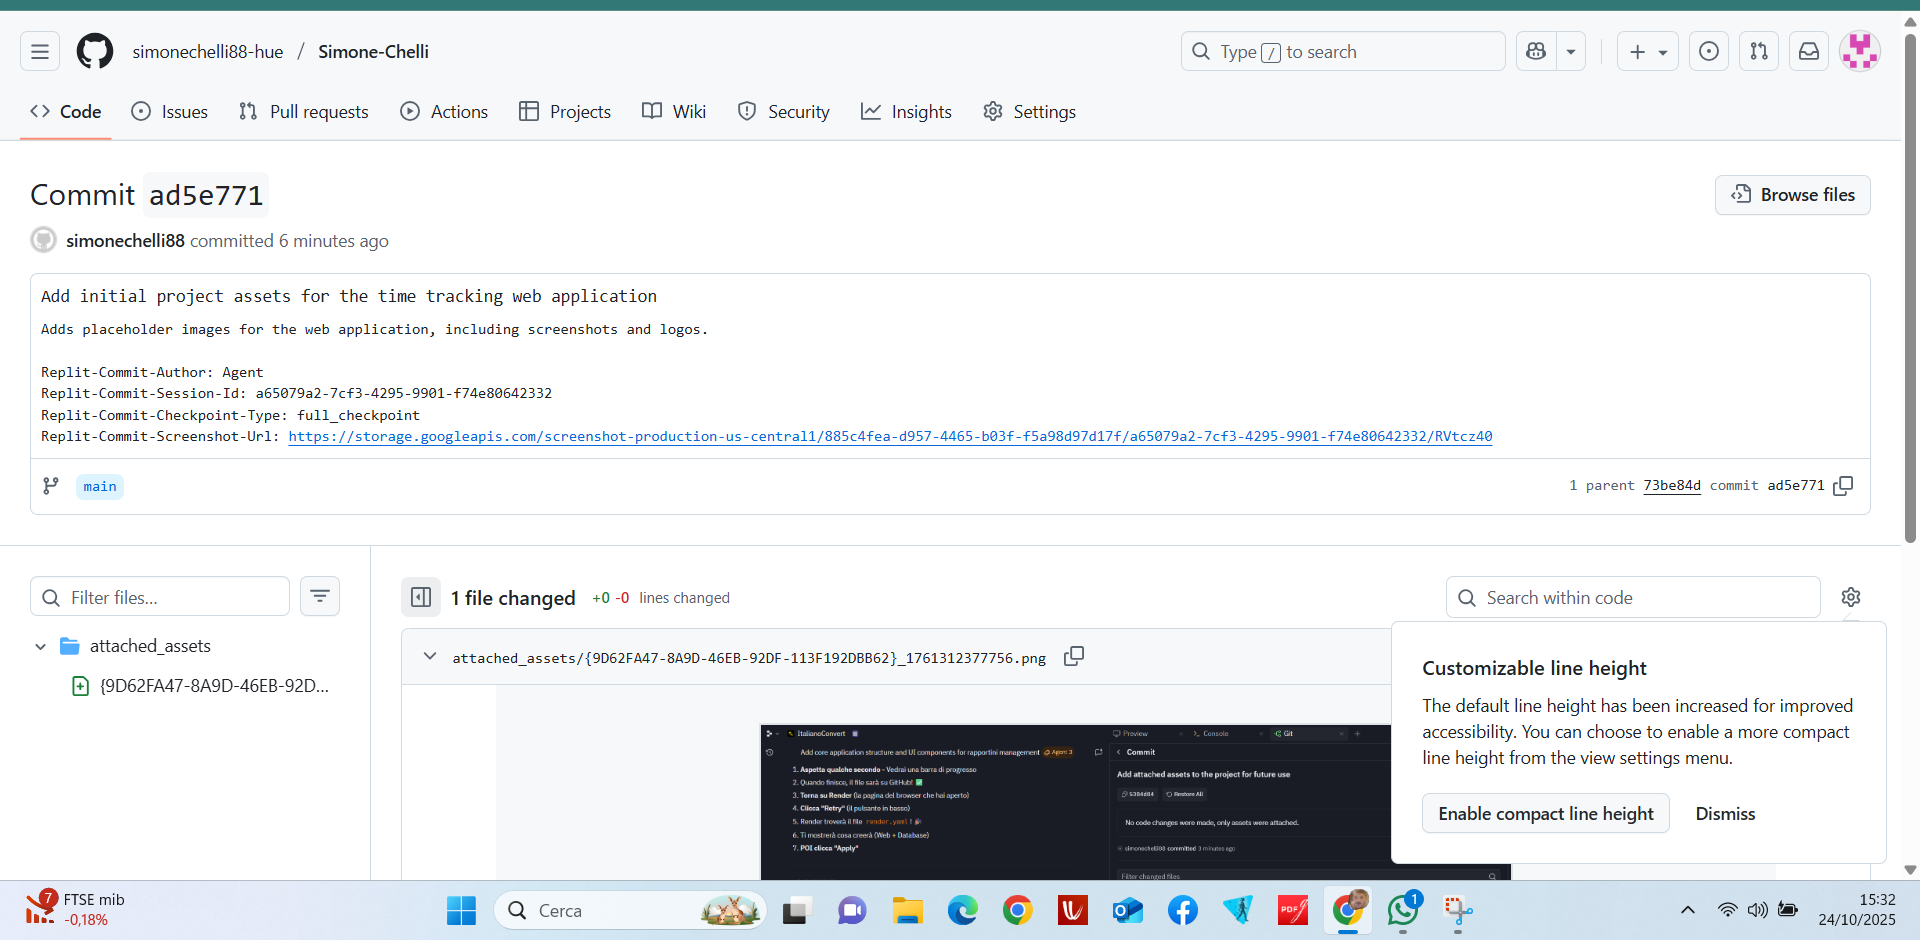 simonechelli88-hue / Simone-Chelli
Type / to search
Code
Issues
Pull requests
Actions
Projects
Wiki
Security
Insights
Settings
Commit ad5e771
Browse files
simonechelli88 committed 6 minutes ago
Add initial project assets for the time tracking web application
Adds placeholder images for the web application, including screenshots and logos.
Replit-Commit-Author: Agent
Replit-Commit-Session-Id: a65079a2-7cf3-4295-9901-f74e80642332
Replit-Commit-Checkpoint-Type: full_checkpoint
Replit-Commit-Screenshot-Url: https://storage.googleapis.com/screenshot-production-us-central1/885c4fea-d957-4465-b03f-f5a98d97d17f/a65079a2-7cf3-4295-9901-f74e80642332/RVtcz40
main
1 parent 73be84d commit ad5e771
Filter files...
1 file changed +0 -0 lines changed
Search within code
attached_assets
{9D62FA47-8A9D-46EB-92D...
attached_assets/{9D62FA47-8A9D-46EB-92DF-113F192DBB62}_1761312377756.png
Customizable line height
The default line height has been increased for improved
accessibility. You can choose to enable a more compact
line height from the view settings menu.
Enable compact line height
Dismiss
ItalianoConvert
Add core application structure and UI components for rapportini management Agent 3
1. Aspetta qualche secondo - Vedrai una barra di progresso
2. Quando finisce, il file sarà su GitHub!
3. Torna su Render (la pagina del browser che hai aperto)
4. Clicca "Retry" (il pulsante in basso)
5. Render troverà il file render.yaml !
6. Ti mostrerà cosa creerà (Web + Database)
7. POI clicca "Apply"
Preview
Console
Git
Commit
Add attached assets to the project for future use
5384d84
Restore All
No code changes were made, only assets were attached.
simonechelli88 committed 3 minutes ago
Filter changed files
7
FTSE mib
-0,18%
Cerca
PDF
1
15:32
24/10/2025